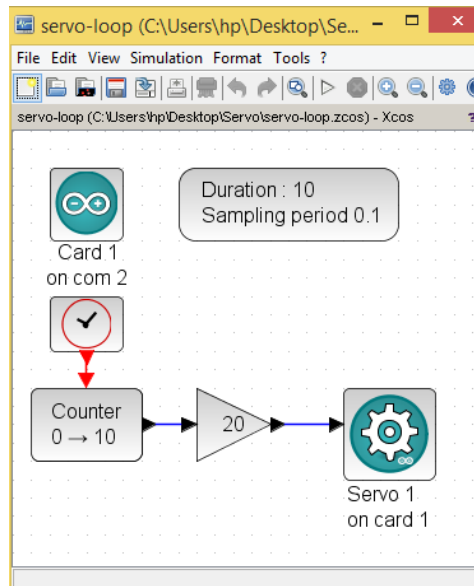 servo-loop (C:\Users\hp\Desktop\Se...
File Edit View Simulation Format Tools ?
servo-loop (C:\Users\hp\Desktop\Servo\servo-loop.zcos) - Xcos
Duration : 10
Sampling period 0.1
Card 1
on com 2
Counter
0 → 10
20
Servo 1
on card 1